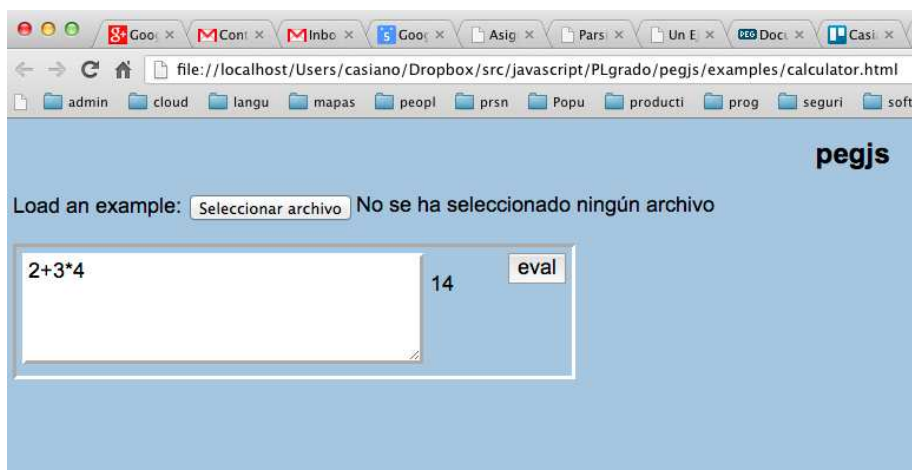 Goo Cont Inbo Goog Asig Pars Un E PEG Docu Casi
file://localhost/Users/casiano/Dropbox/src/javascript/PLgrado/pegjs/examples/calculator.html
admin cloud langu mapas peopl prsn Popu producti prog seguri soft
pegjs
Load an example: Seleccionar archivo No se ha seleccionado ningún archivo
2+3*4 14 eval